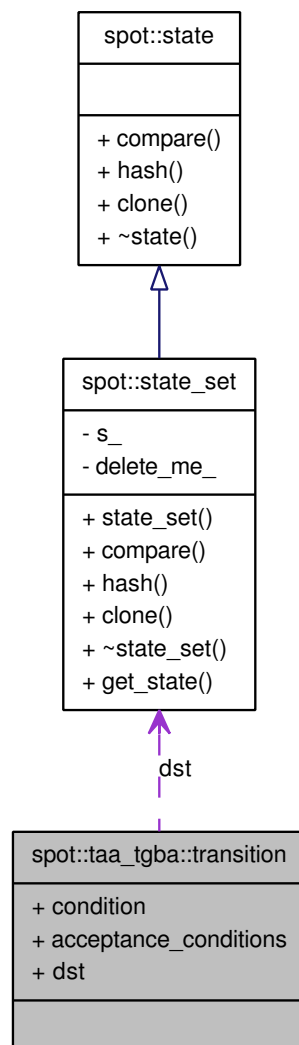 spot::state
+ compare()
+ hash()
+ clone()
+ ~state()
spot::state_set
- s_
- delete_me_
+ state_set()
+ compare()
+ hash()
+ clone()
+ ~state_set()
+ get_state()
dst
spot::taa_tgba::transition
+ condition
+ acceptance_conditions
+ dst